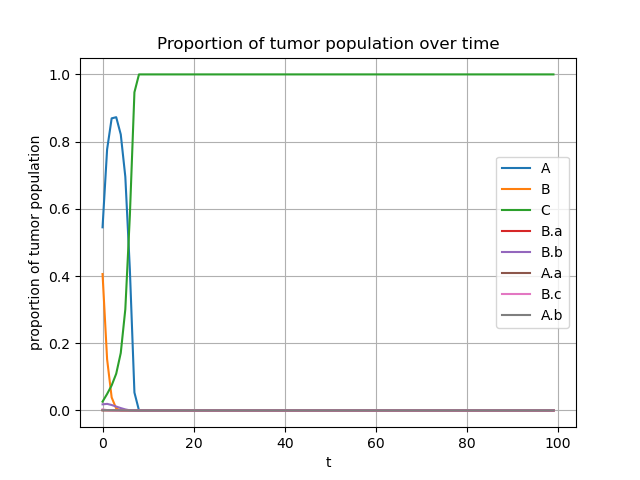 Proportion of tumor population over time
proportion of tumor population
1.0
0.8
0.6
0.4
0.2
0.0
0
20
40
60
80
100
t
A
B
C
B.a
B.b
A.a
B.c
A.b